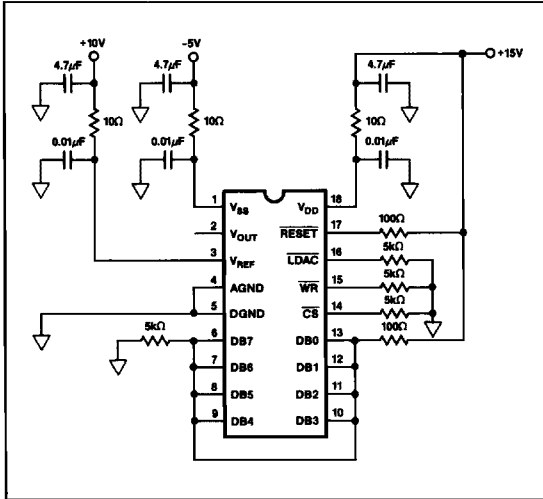 +10V
-5V
+15V
4.7µF
4.7µF
4.7µF
10Ω
10Ω
10Ω
0.01µF
0.01µF
0.01µF
1 VSS VDD 18
2 VOUT RESET 17 100Ω
3 VREF LDAC 16 5kΩ
4 AGND WR 15 5kΩ
5 DGND CS 14 5kΩ
5kΩ 6 DB7 DB0 13 100Ω
7 DB6 DB1 12
8 DB5 DB2 11
9 DB4 DB3 10